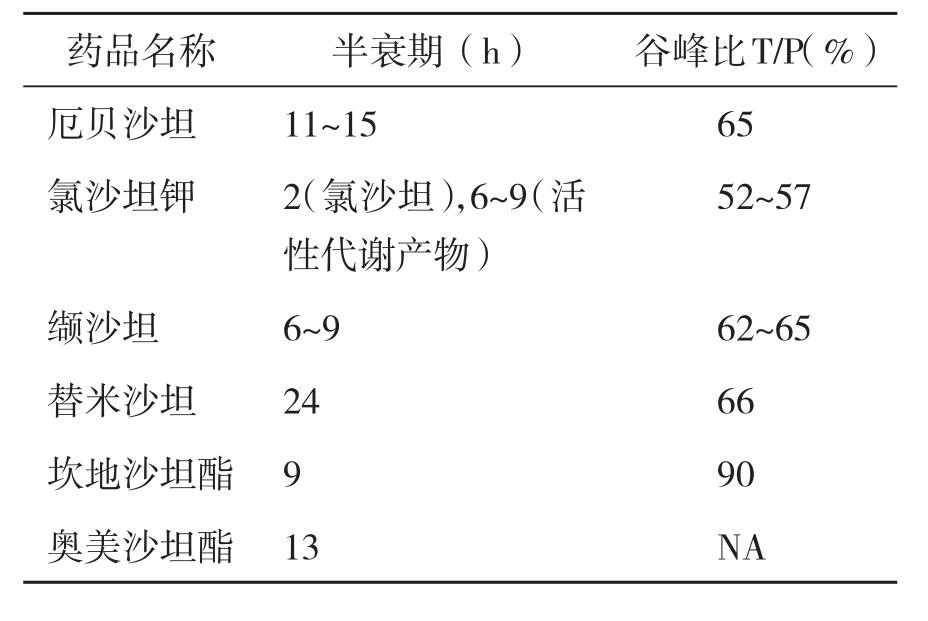 药品名称 半衰期(h) 谷峰比T/P(%)
厄贝沙坦 11~15 65
氯沙坦钾 2(氯沙坦),6~9(活 52~57
性代谢产物)
缬沙坦 6~9 62~65
替米沙坦 24 66
坎地沙坦酯 9 90
奥美沙坦酯 13 NA